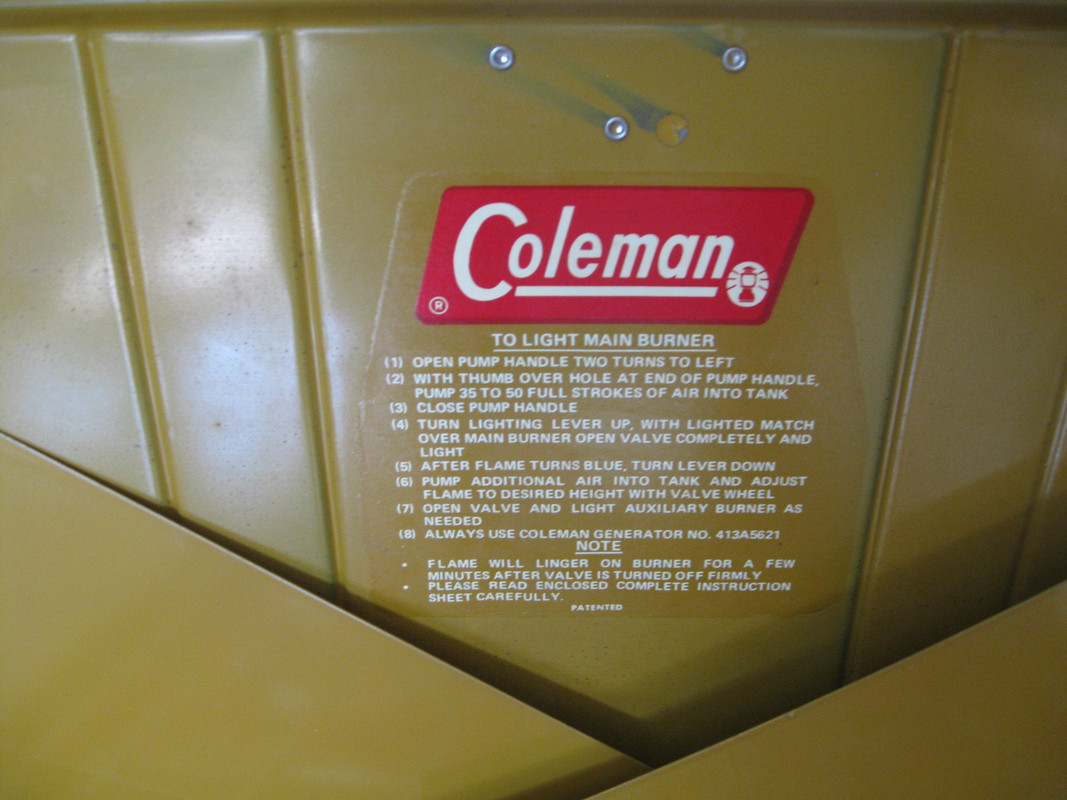 Coleman
®
TO LIGHT MAIN BURNER
(1) OPEN PUMP HANDLE TWO TURNS TO LEFT
(2) WITH THUMB OVER HOLE AT END OF PUMP HANDLE,
PUMP 35 TO 50 FULL STROKES OF AIR INTO TANK
(3) CLOSE PUMP HANDLE
(4) TURN LIGHTING LEVER UP, WITH LIGHTED MATCH
OVER MAIN BURNER OPEN VALVE COMPLETELY AND
LIGHT
(5) AFTER FLAME TURNS BLUE, TURN LEVER DOWN
(6) PUMP ADDITIONAL AIR INTO TANK AND ADJUST
FLAME TO DESIRED HEIGHT WITH VALVE WHEEL
(7) OPEN VALVE AND LIGHT AUXILIARY BURNER AS
NEEDED
(8) ALWAYS USE COLEMAN GENERATOR NO. 413A5621
NOTE
• FLAME WILL LINGER ON BURNER FOR A FEW
MINUTES AFTER VALVE IS TURNED OFF FIRMLY
• PLEASE READ ENCLOSED COMPLETE INSTRUCTION
SHEET CAREFULLY.
PATENTED